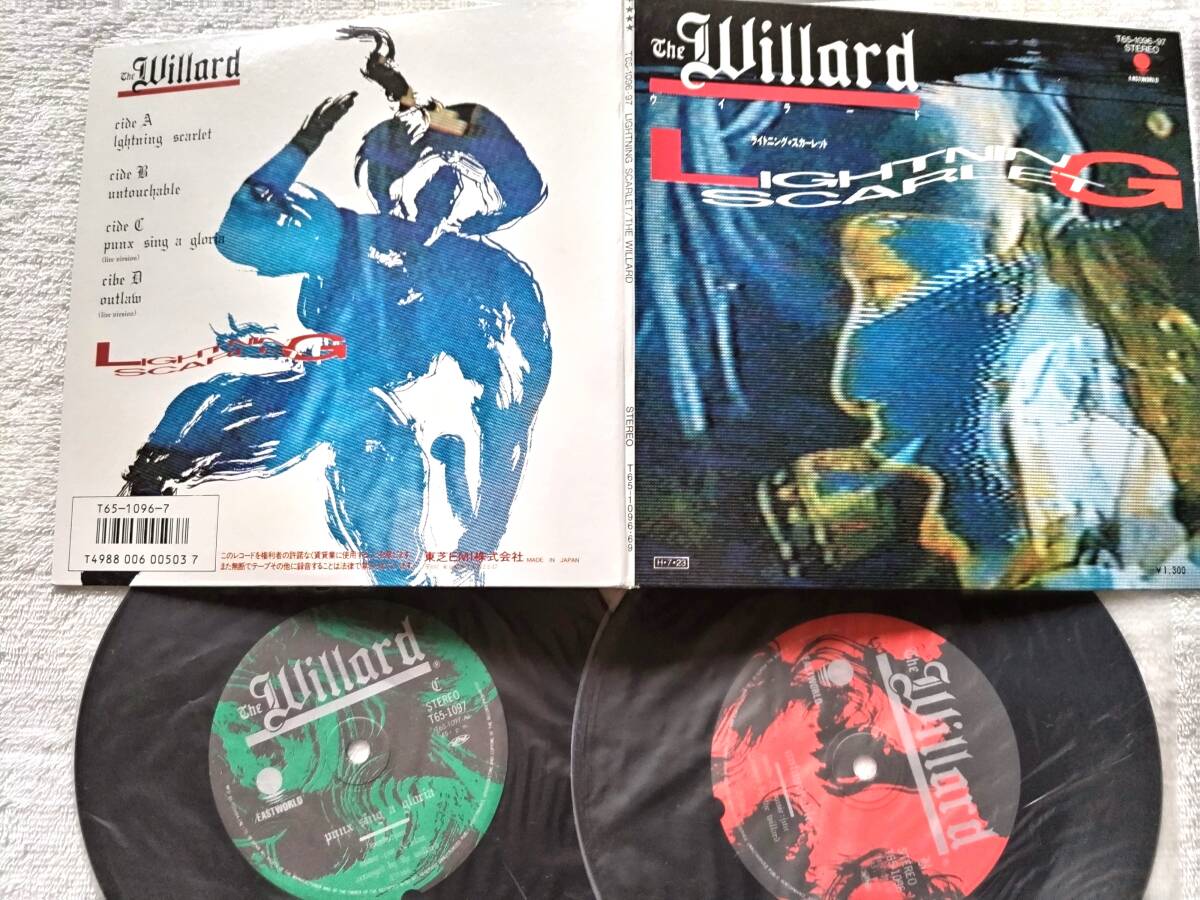 The Willard
cide A
lghtning scarlet
cide B
untouchable
cide C
punx sing a gloria
(live virsion)
cibe D
outlaw
(live virsion)
LIGHTNING
SCARLET
T65-1096-7
T4988 006 00503 7
東芝EMI株式会社 MADE IN JAPAN
★★★★ T65-1096·97 LIGHTNING SCARLET/THE WILLARD
STEREO T65-1096·69
The Willard
ウィラード
ライトニング・スカーレット
LIGHTNING
SCARLET
T65-1096-97
STEREO
EASTWORLD
H・7・23
¥1,300
The Willard
C
STEREO
T65-1097
EASTWORLD
punx sing a gloria
The Willard
EASTWORLD
STEREO